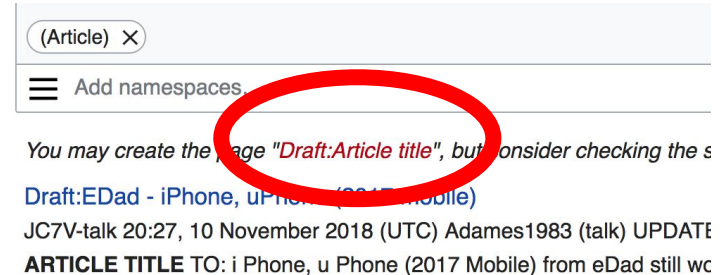 (Article) ×
Add namespaces.
You may create the page "Draft:Article title", but consider checking the s
Draft:EDad - iPhone, uPhone (2017 Mobile)
JC7V-talk 20:27, 10 November 2018 (UTC) Adames1983 (talk) UPDATE
ARTICLE TITLE TO: i Phone, u Phone (2017 Mobile) from eDad still wo